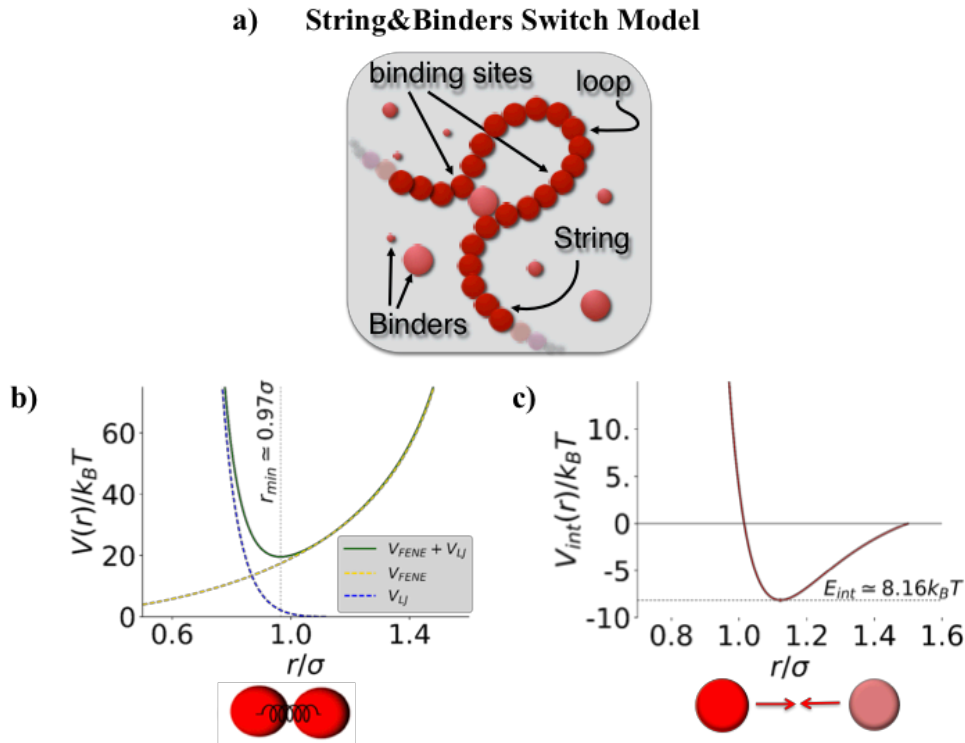 a) String&Binders Switch Model
binding sites
loop
String
Binders
b)
V(r)/k_BT
60
40
20
0
0.6 1.0 1.4
r/σ
r_min ≃ 0.97σ
V_FENE + V_LJ
V_FENE
V_LJ
c)
V_int(r)/k_BT
10.
5.
0
-5
-10
E_int ≃ 8.16k_BT
0.8 1.0 1.2 1.4 1.6
r/σ